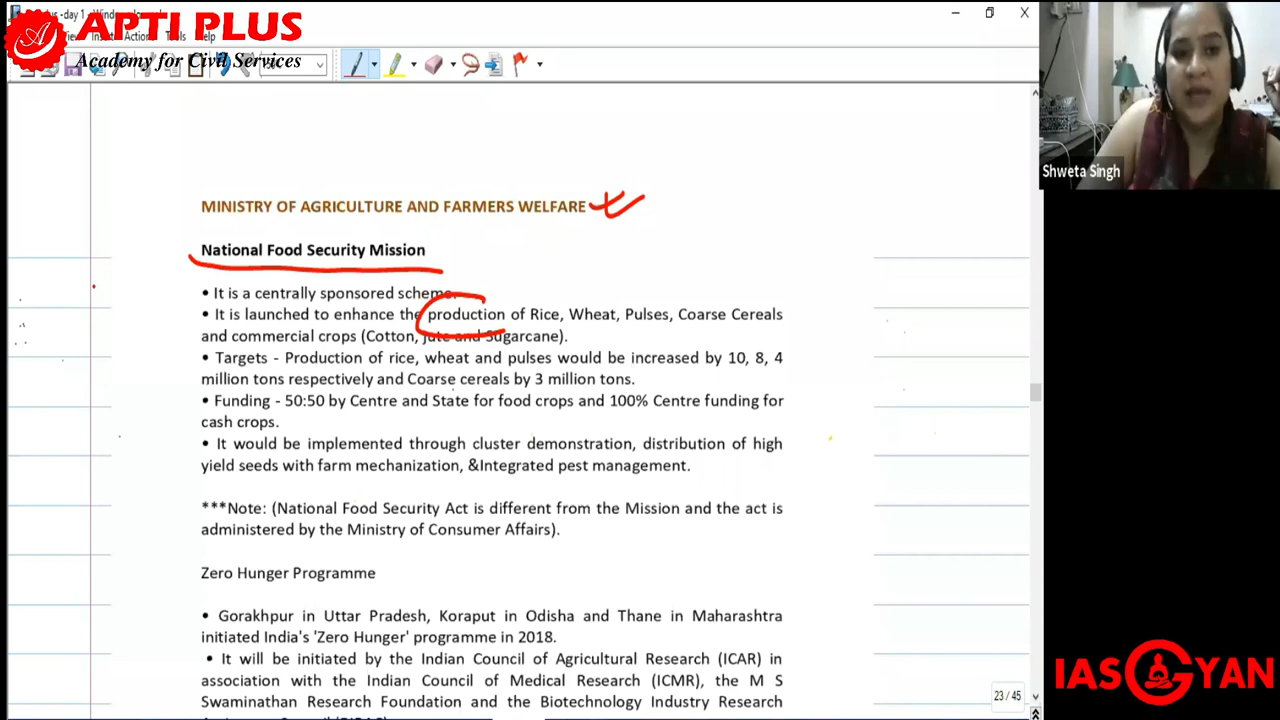 APTI PLUS
Academy for Civil Services
day 1
Actions Tools Help
Shweta Singh
MINISTRY OF AGRICULTURE AND FARMERS WELFARE
National Food Security Mission
• It is a centrally sponsored scheme.
• It is launched to enhance the production of Rice, Wheat, Pulses, Coarse Cereals
and commercial crops (Cotton, Jute and Sugarcane).
• Targets - Production of rice, wheat and pulses would be increased by 10, 8, 4
million tons respectively and Coarse cereals by 3 million tons.
• Funding - 50:50 by Centre and State for food crops and 100% Centre funding for
cash crops.
• It would be implemented through cluster demonstration, distribution of high
yield seeds with farm mechanization, &Integrated pest management.
***Note: (National Food Security Act is different from the Mission and the act is
administered by the Ministry of Consumer Affairs).
Zero Hunger Programme
• Gorakhpur in Uttar Pradesh, Koraput in Odisha and Thane in Maharashtra
initiated India's 'Zero Hunger' programme in 2018.
• It will be initiated by the Indian Council of Agricultural Research (ICAR) in
association with the Indian Council of Medical Research (ICMR), the M S
Swaminathan Research Foundation and the Biotechnology Industry Research
23 / 45
IASGYAN